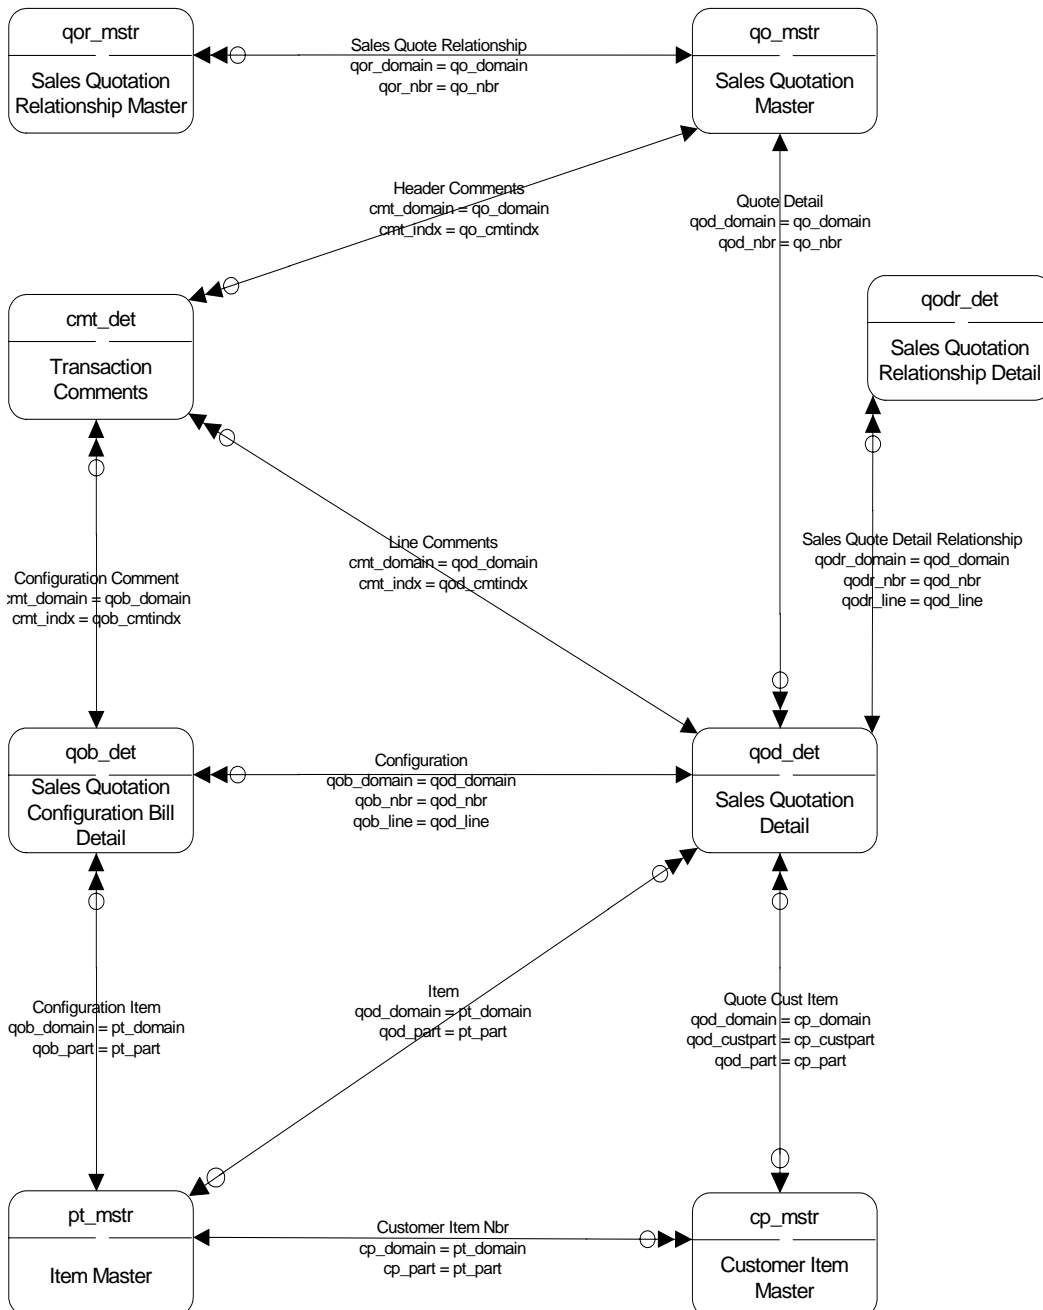 qor_mstr
Sales Quotation
Relationship Master
Sales Quote Relationship
qor_domain = qo_domain
qor_nbr = qo_nbr
qo_mstr
Sales Quotation
Master
Header Comments
cmt_domain = qo_domain
cmt_indx = qo_cmtindx
Quote Detail
qod_domain = qo_domain
qod_nbr = qo_nbr
cmt_det
Transaction
Comments
qodr_det
Sales Quotation
Relationship Detail
Line Comments
cmt_domain = qod_domain
cmt_indx = qod_cmtindx
Sales Quote Detail Relationship
qodr_domain = qod_domain
qodr_nbr = qod_nbr
qodr_line = qod_line
Configuration Comment
cmt_domain = qob_domain
cmt_indx = qob_cmtindx
qob_det
Sales Quotation
Configuration Bill
Detail
Configuration
qob_domain = qod_domain
qob_nbr = qod_nbr
qob_line = qod_line
qod_det
Sales Quotation
Detail
Configuration Item
qob_domain = pt_domain
qob_part = pt_part
Item
qod_domain = pt_domain
qod_part = pt_part
Quote Cust Item
qod_domain = cp_domain
qod_custpart = cp_custpart
qod_part = cp_part
pt_mstr
Item Master
Customer Item Nbr
cp_domain = pt_domain
cp_part = pt_part
cp_mstr
Customer Item
Master